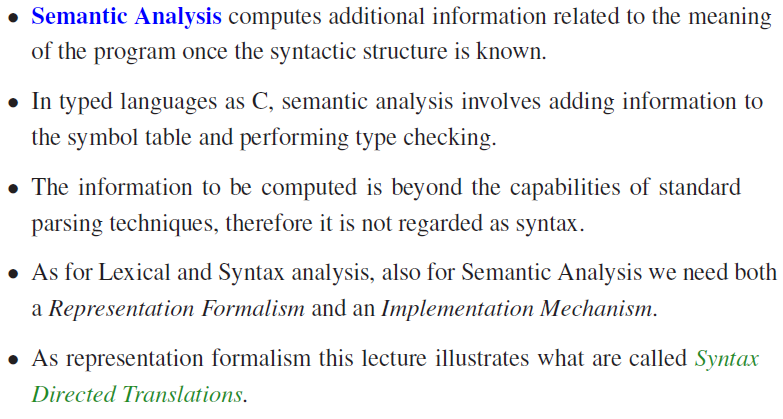 • Semantic Analysis computes additional information related to the meaning
of the program once the syntactic structure is known.
• In typed languages as C, semantic analysis involves adding information to
the symbol table and performing type checking.
• The information to be computed is beyond the capabilities of standard
parsing techniques, therefore it is not regarded as syntax.
• As for Lexical and Syntax analysis, also for Semantic Analysis we need both
a Representation Formalism and an Implementation Mechanism.
• As representation formalism this lecture illustrates what are called Syntax
Directed Translations.